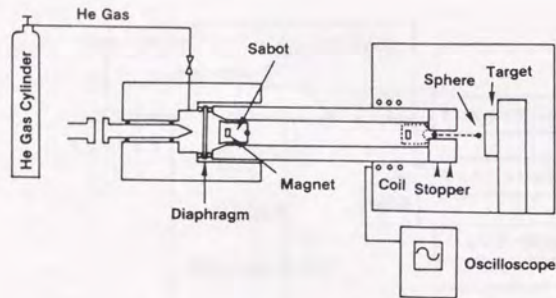 He Gas
He Gas Cylinder
Sabot
Sphere
Target
Magnet
Diaphragm
Coil
Stopper
Oscilloscope